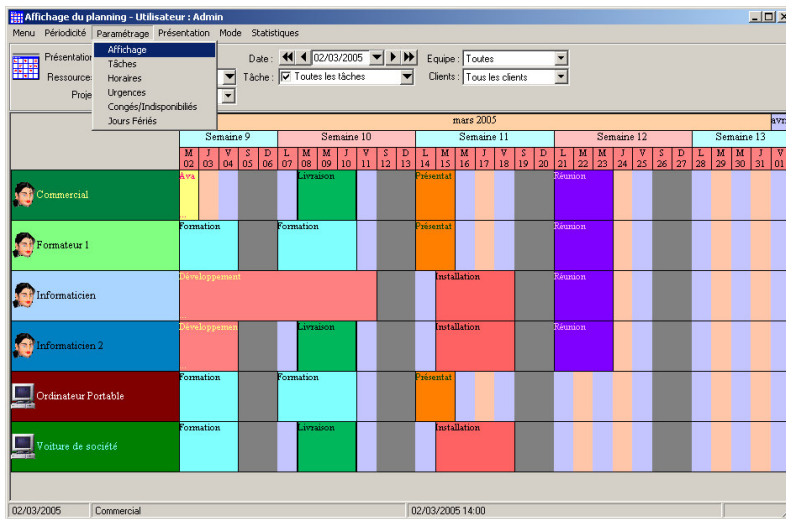 Affichage du planning - Utilisateur : Admin
Menu Périodicité Paramétrage Présentation Mode Statistiques
Affichage
Tâches
Horaires
Urgences
Congés/Indisponibilés
Jours Fériés
Présentation Date : 02/03/2005 Equipe : Toutes
Ressource Tâche : Toutes les tâches Clients : Tous les clients
Proje
mars 2005 avri
Semaine 9 Semaine 10 Semaine 11 Semaine 12 Semaine 13
M J V S D L M M J V S D L M M J V S D L M M J V S D L M M J V
02 03 04 05 06 07 08 09 10 11 12 13 14 15 16 17 18 19 20 21 22 23 24 25 26 27 28 29 30 31 01
Commercial Ava ... Livraison Présentat Réunion
Formateur 1 Formation Formation Présentat Réunion
Informaticien Développement Installation Réunion
Informaticien 2 Développemen Livraison Installation Réunion
Ordinateur Portable Formation Formation Présentat
Voiture de société Formation Livraison Installation
02/03/2005 Commercial 02/03/2005 14:00